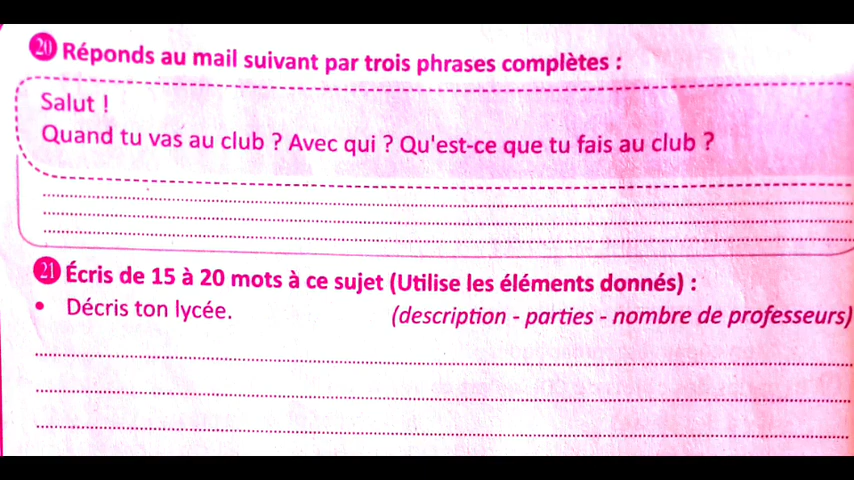 20 Réponds au mail suivant par trois phrases complètes :
Salut !
Quand tu vas au club ? Avec qui ? Qu'est-ce que tu fais au club ?
21 Écris de 15 à 20 mots à ce sujet (Utilise les éléments donnés) :
• Décris ton lycée. (description - parties - nombre de professeurs)